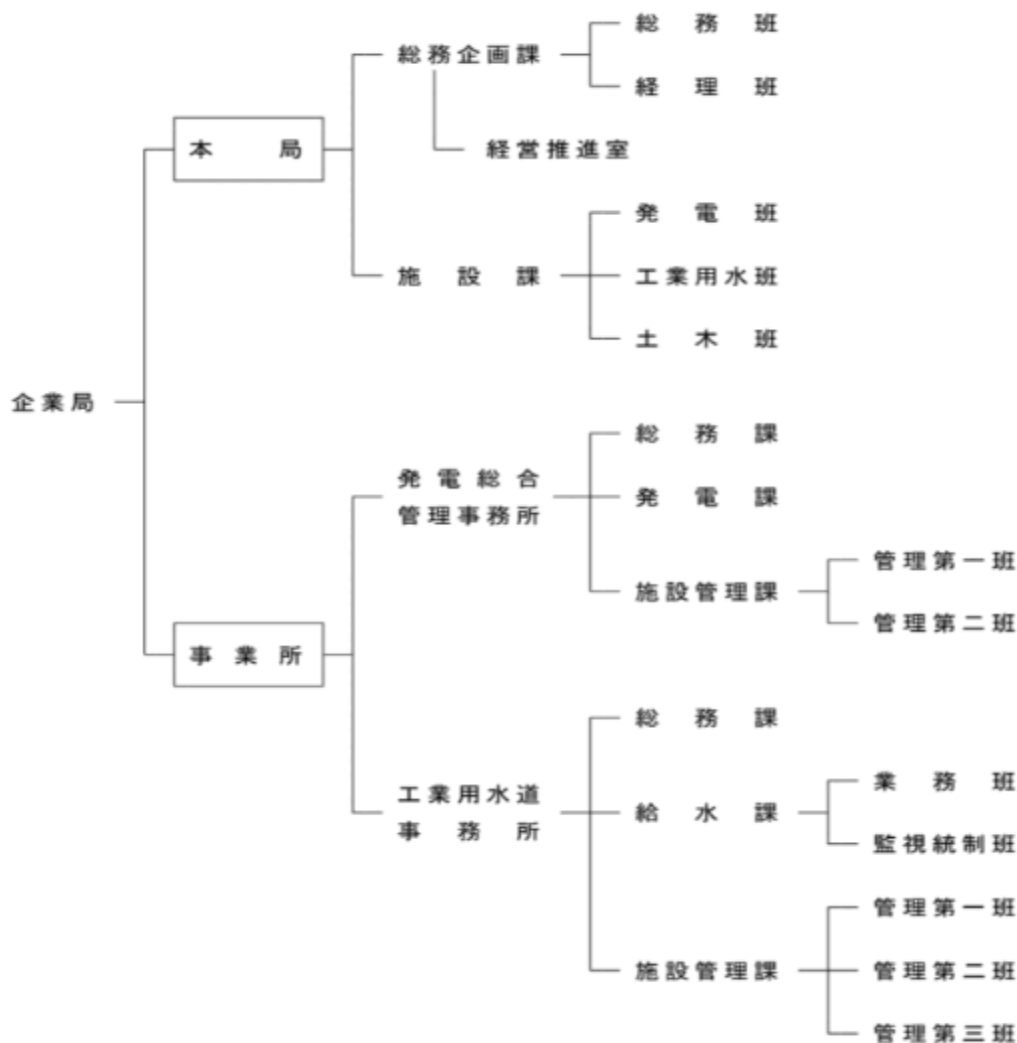 総務班
総務企画課
経理班
本局
経営推進室
発電班
施設課
工業用水班
土木班
企業局
総務課
発電総合
管理事務所
発電課
管理第一班
施設管理課
管理第二班
事業所
総務課
工業用水道
事務所
業務班
給水課
監視統制班
管理第一班
施設管理課
管理第二班
管理第三班